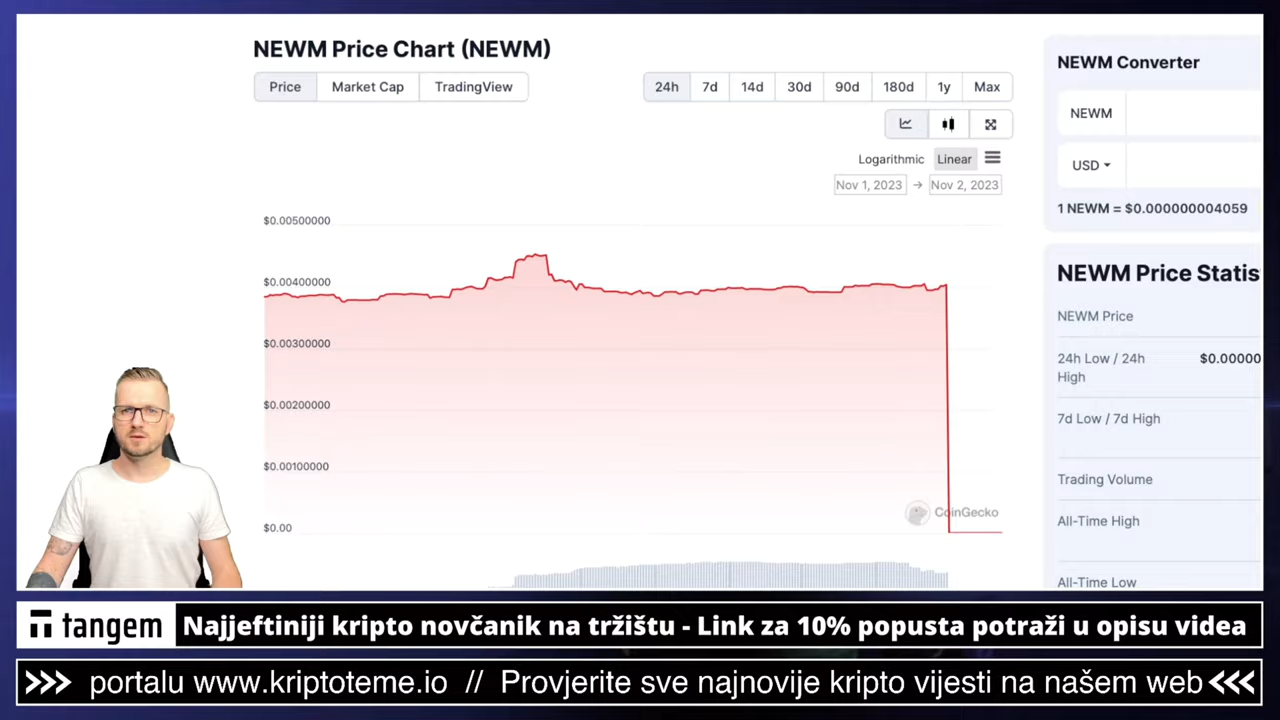 NEWM Price Chart (NEWM)
Price Market Cap TradingView
24h 7d 14d 30d 90d 180d 1y Max
Logarithmic Linear
Nov 1, 2023 → Nov 2, 2023
$0.00500000
$0.00400000
$0.00300000
$0.00200000
$0.00100000
$0.00
CoinGecko
NEWM Converter
NEWM
USD
1 NEWM = $0.000000004059
NEWM Price Statis
NEWM Price
24h Low / 24h
High
$0.00000
7d Low / 7d High
Trading Volume
All-Time High
All-Time Low
tangem
Najjeftiniji kripto novčanik na tržištu - Link za 10% popusta potraži u opisu videa
>>> portalu www.kriptoteme.io // Provjerite sve najnovije kripto vijesti na našem web <<<